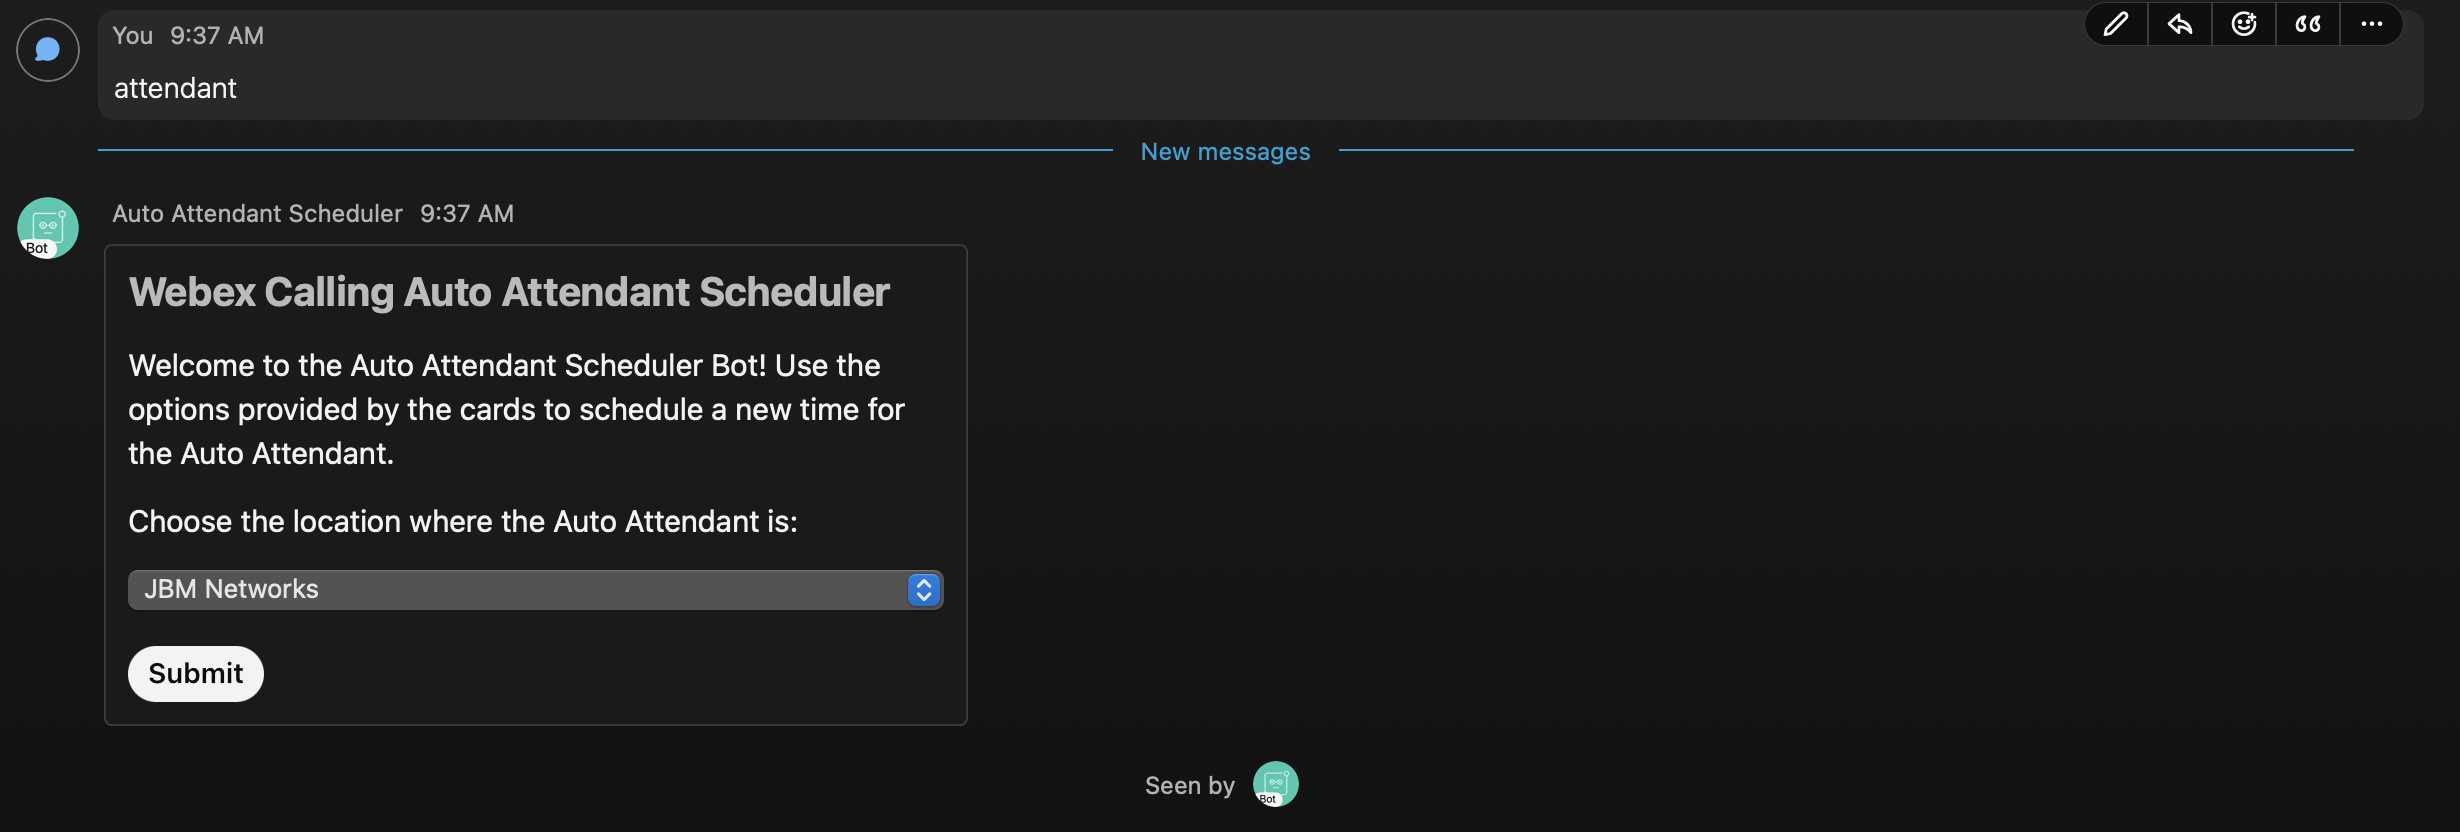 You 9:37 AM
attendant
New messages
Auto Attendant Scheduler 9:37 AM
Bot
Webex Calling Auto Attendant Scheduler
Welcome to the Auto Attendant Scheduler Bot! Use the
options provided by the cards to schedule a new time for
the Auto Attendant.
Choose the location where the Auto Attendant is:
JBM Networks
Submit
Seen by
Bot